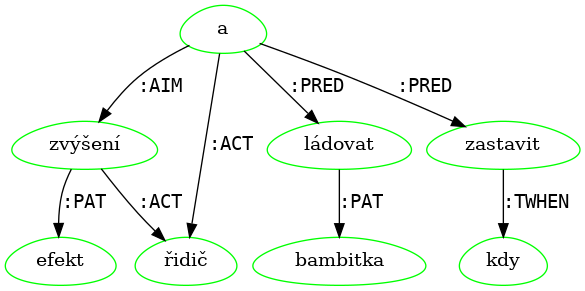 a
:AIM :PRED :PRED
:ACT
zvýšení ládovat zastavit
:PAT :ACT :PAT :TWHEN
efekt řidič bambitka kdy